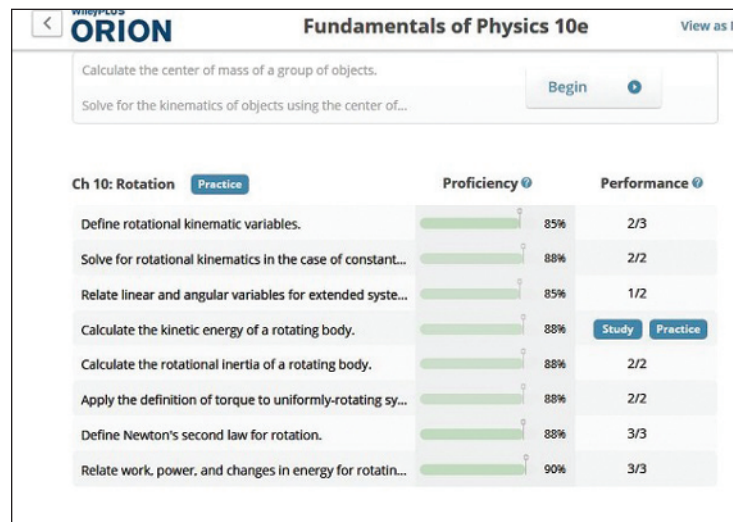 WileyPLUS
ORION
Fundamentals of Physics 10e
View as
Calculate the center of mass of a group of objects.
Solve for the kinematics of objects using the center of...
Begin
Ch 10: Rotation Practice Proficiency Performance
Define rotational kinematic variables. 85% 2/3
Solve for rotational kinematics in the case of constant... 88% 2/2
Relate linear and angular variables for extended syste... 85% 1/2
Calculate the kinetic energy of a rotating body. 88% Study Practice
Calculate the rotational inertia of a rotating body. 88% 2/2
Apply the definition of torque to uniformly-rotating sy... 88% 2/2
Define Newton's second law for rotation. 88% 3/3
Relate work, power, and changes in energy for rotatin... 90% 3/3